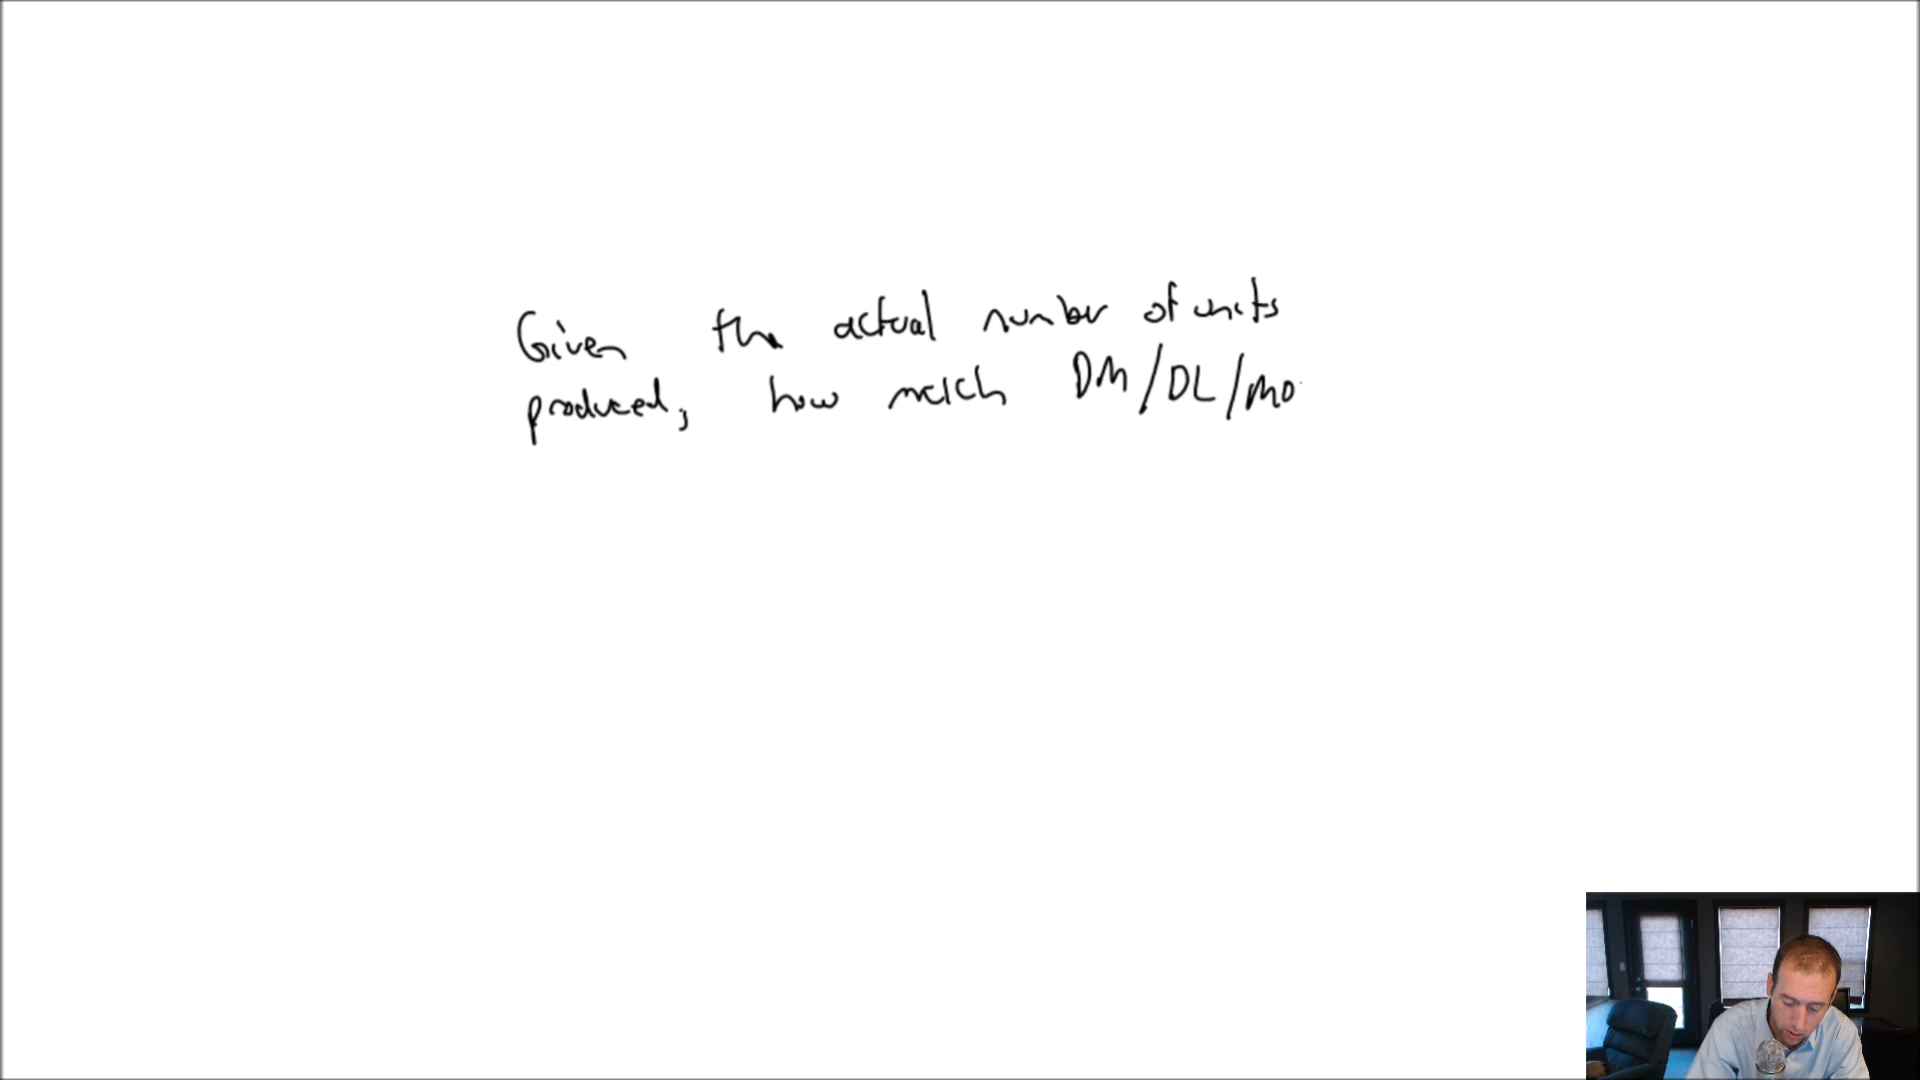 Given the actual number of units
produced, how much DM/DL/MO